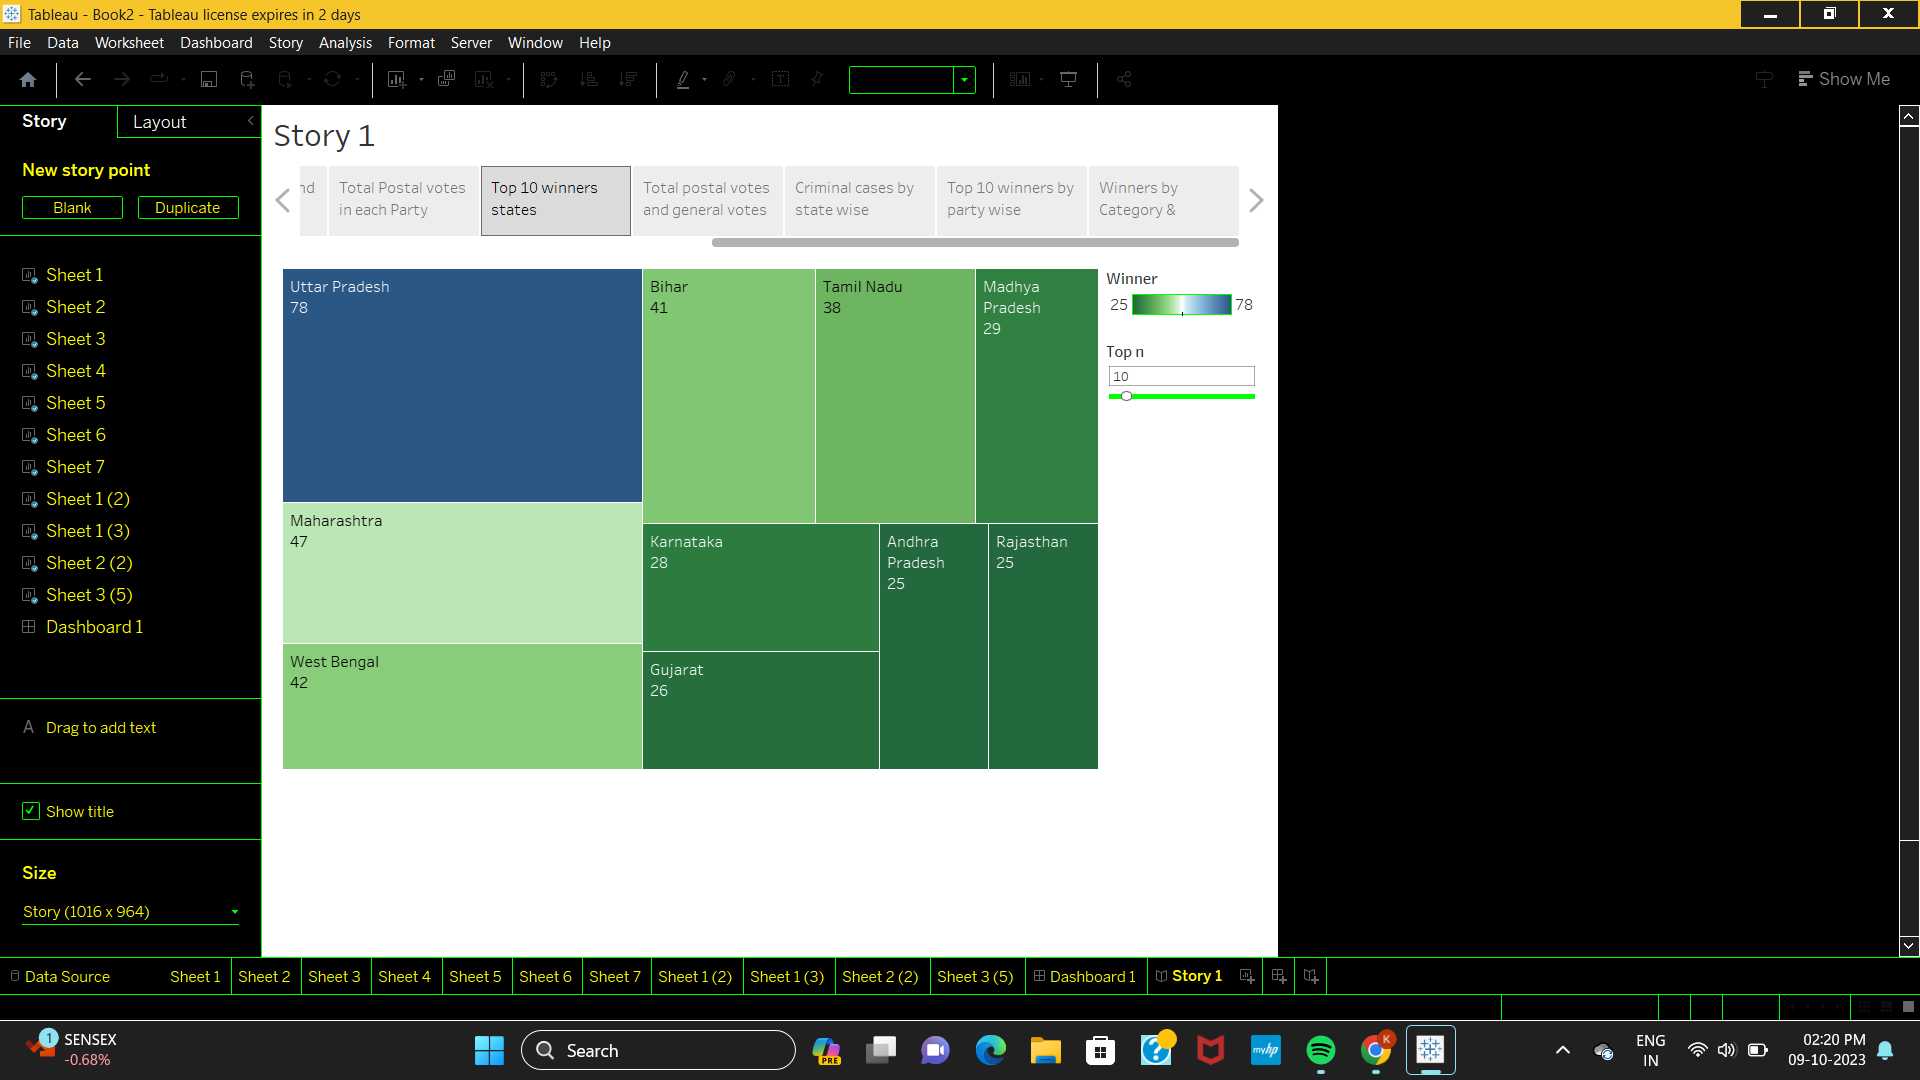 Tableau - Book2 - Tableau license expires in 2 days
File Data Worksheet Dashboard Story Analysis Format Server Window Help
Show Me
Story Layout
New story point
Blank Duplicate
Sheet 1
Sheet 2
Sheet 3
Sheet 4
Sheet 5
Sheet 6
Sheet 7
Sheet 1 (2)
Sheet 1 (3)
Sheet 2 (2)
Sheet 3 (5)
Dashboard 1
A Drag to add text
Show title
Size
Story (1016 x 964)
Story 1
nd
Total Postal votes
in each Party
Top 10 winners
states
Total postal votes
and general votes
Criminal cases by
state wise
Top 10 winners by
party wise
Winners by
Category &
Uttar Pradesh
78
Maharashtra
47
West Bengal
42
Bihar
41
Tamil Nadu
38
Madhya
Pradesh
29
Karnataka
28
Gujarat
26
Andhra
Pradesh
25
Rajasthan
25
Winner
25 78
Top n
10
Data Source Sheet 1 Sheet 2 Sheet 3 Sheet 4 Sheet 5 Sheet 6 Sheet 7 Sheet 1 (2) Sheet 1 (3) Sheet 2 (2) Sheet 3 (5) Dashboard 1 Story 1
1
SENSEX
-0.68%
Search
PRE
myhp
K
ENG
IN
02:20 PM
09-10-2023